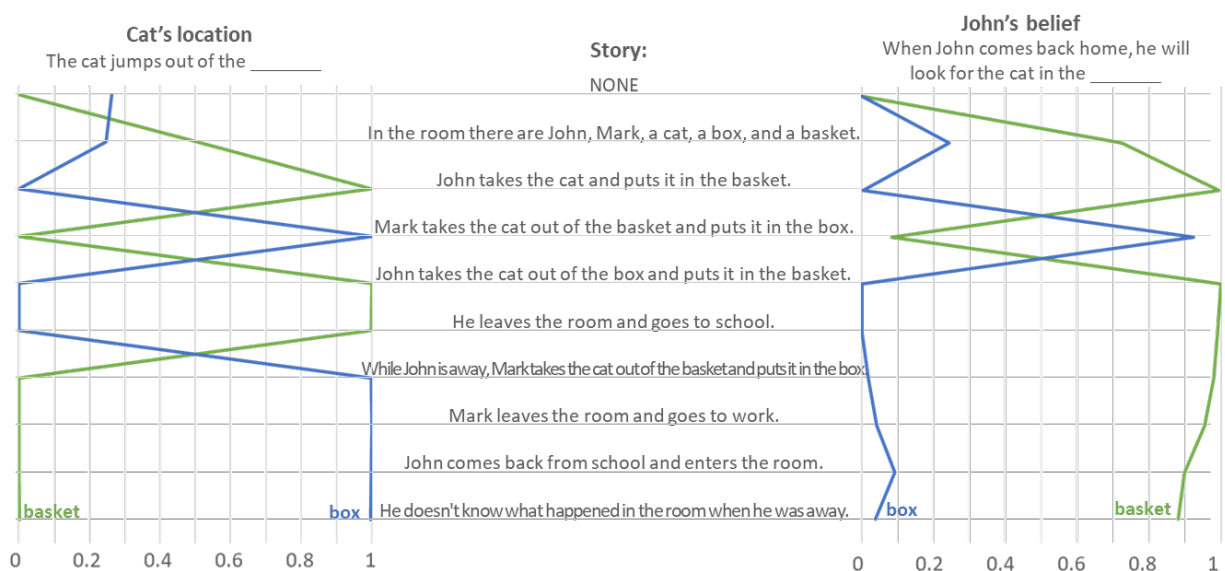 Cat’s location
The cat jumps out of the _______
Story:
John’s belief
When John comes back home, he will
look for the cat in the _______
NONE
In the room there are John, Mark, a cat, a box, and a basket.
John takes the cat and puts it in the basket.
Mark takes the cat out of the basket and puts it in the box.
John takes the cat out of the box and puts it in the basket.
He leaves the room and goes to school.
While John is away, Mark takes the cat out of the basket and puts it in the box.
Mark leaves the room and goes to work.
John comes back from school and enters the room.
He doesn't know what happened in the room when he was away.
basket
box
box
basket
0 0.2 0.4 0.6 0.8 1
0 0.2 0.4 0.6 0.8 1